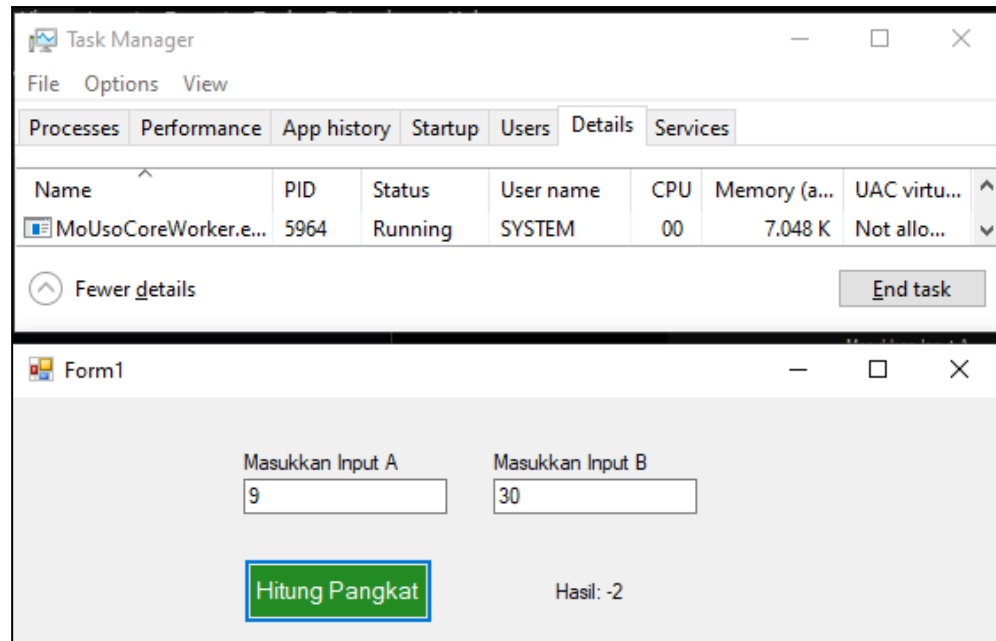 Task Manager
File Options View
Processes Performance App history Startup Users Details Services
Name PID Status User name CPU Memory (a... UAC virtu...
MoUsoCoreWorker.e... 5964 Running SYSTEM 00 7.048 K Not allo...
Fewer details End task
Form1
Masukkan Input A Masukkan Input B
9 30
Hitung Pangkat Hasil: -2